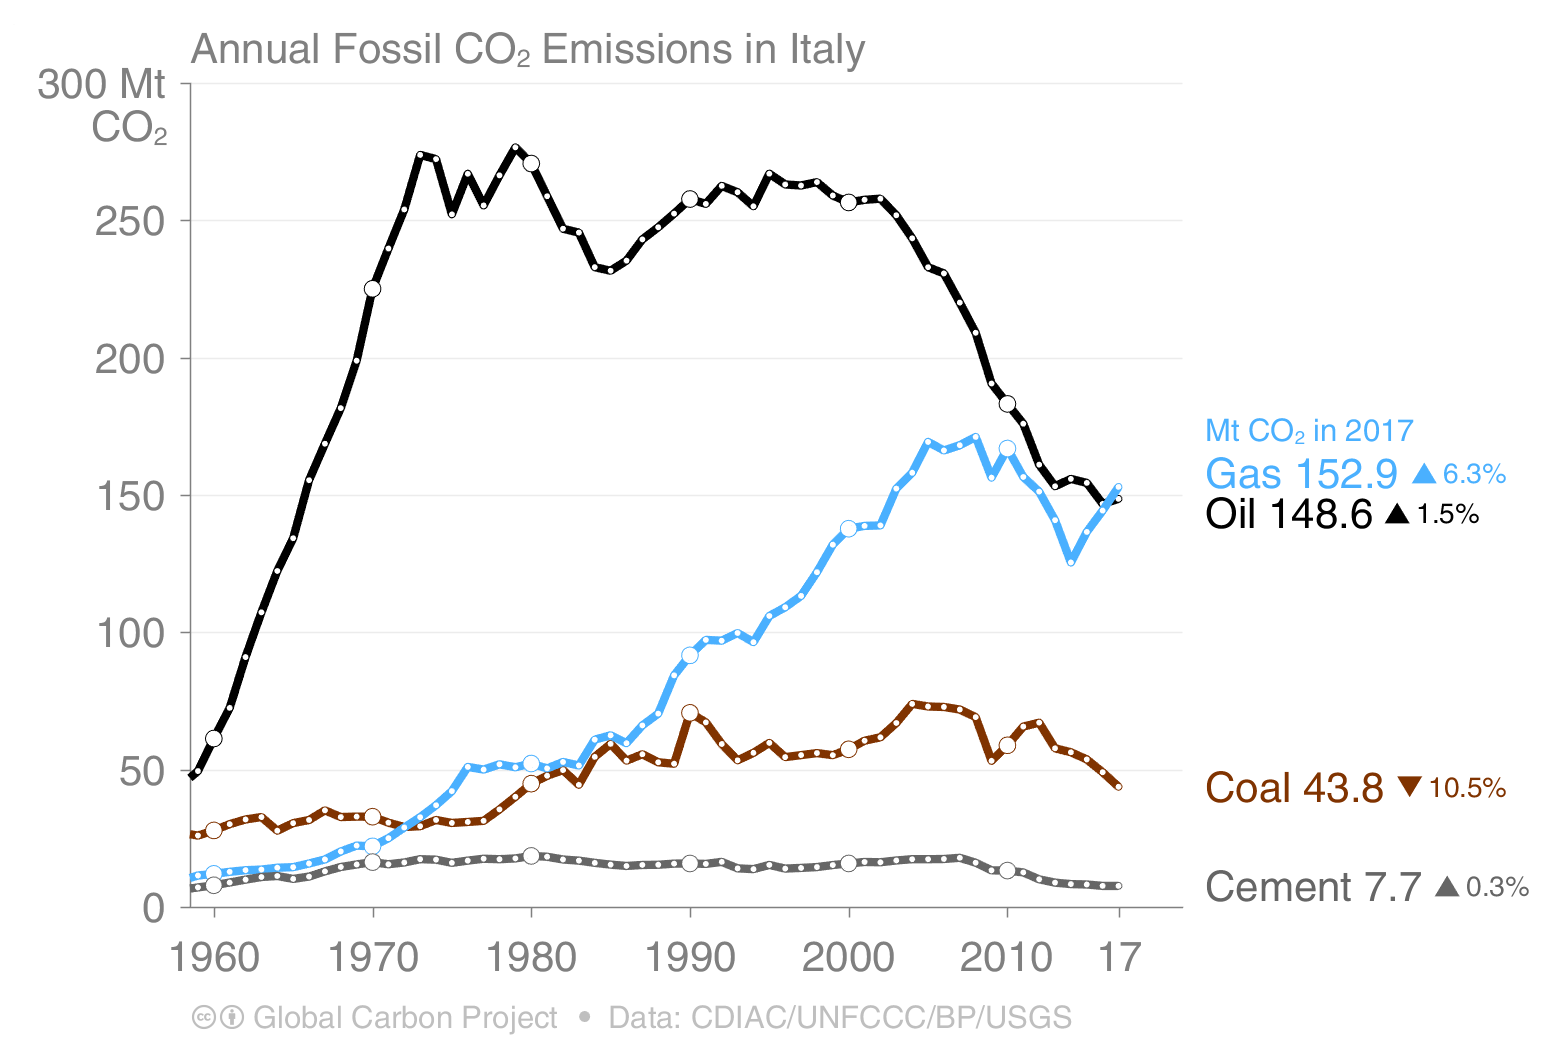 Annual Fossil CO₂ Emissions in Italy
300 Mt
CO₂
250
200
150
100
50
0
1960 1970 1980 1990 2000 2010 17
Mt CO₂ in 2017
Gas 152.9 ▲ 6.3%
Oil 148.6 ▲ 1.5%
Coal 43.8 ▼ 10.5%
Cement 7.7 ▲ 0.3%
cc Global Carbon Project • Data: CDIAC/UNFCCC/BP/USGS